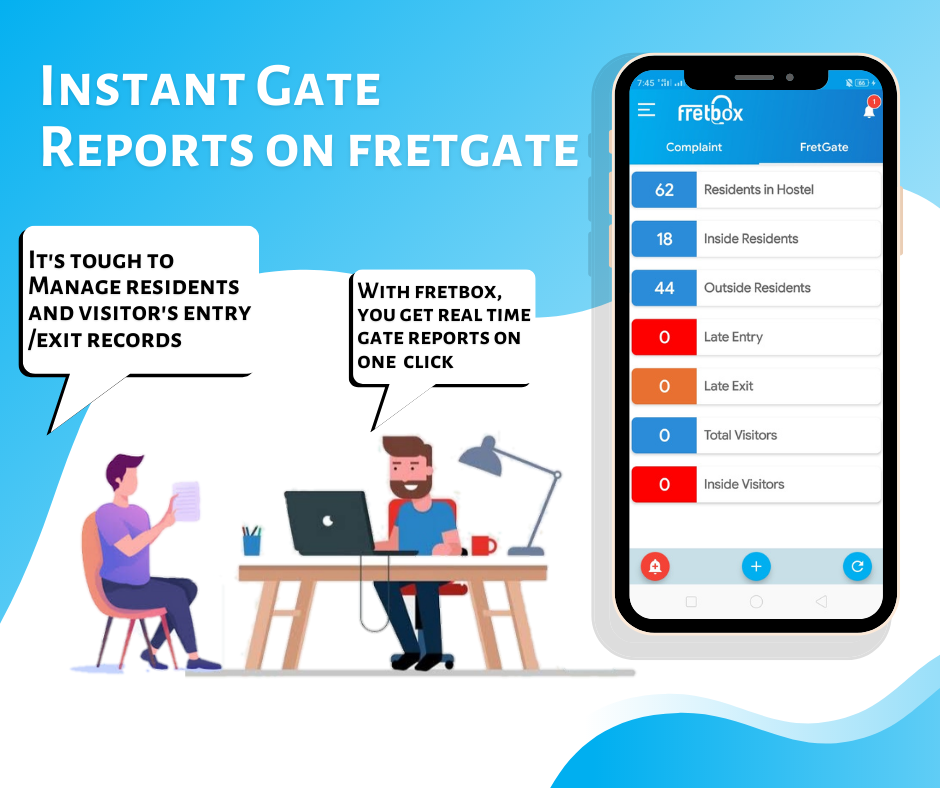 Instant Gate
Reports on fretgate
It's tough to
Manage residents
and visitor's entry
/exit records
With fretbox,
you get real time
gate reports on
one click
7:45
66
fretbox
1
Complaint
FretGate
62 Residents in Hostel
18 Inside Residents
44 Outside Residents
0 Late Entry
0 Late Exit
0 Total Visitors
0 Inside Visitors